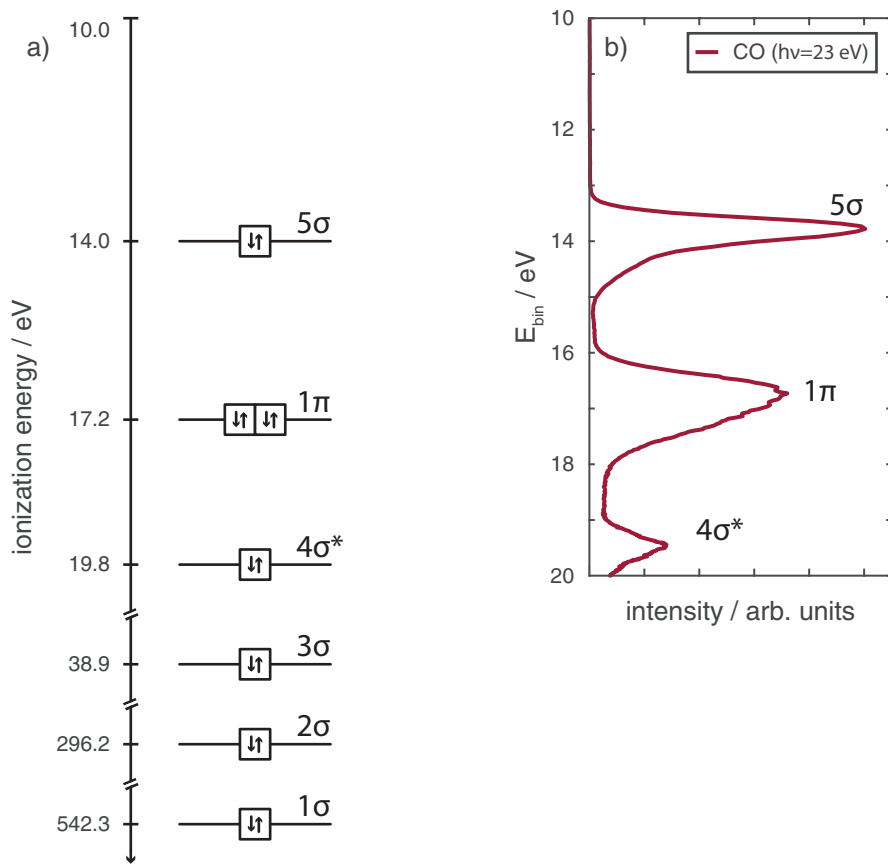 a)
ionization energy / eV
10.0
14.0
17.2
19.8
38.9
296.2
542.3
5σ
1π
4σ*
3σ
2σ
1σ
b)
CO (hν=23 eV)
E_bin / eV
10
12
14
16
18
20
5σ
1π
4σ*
intensity / arb. units